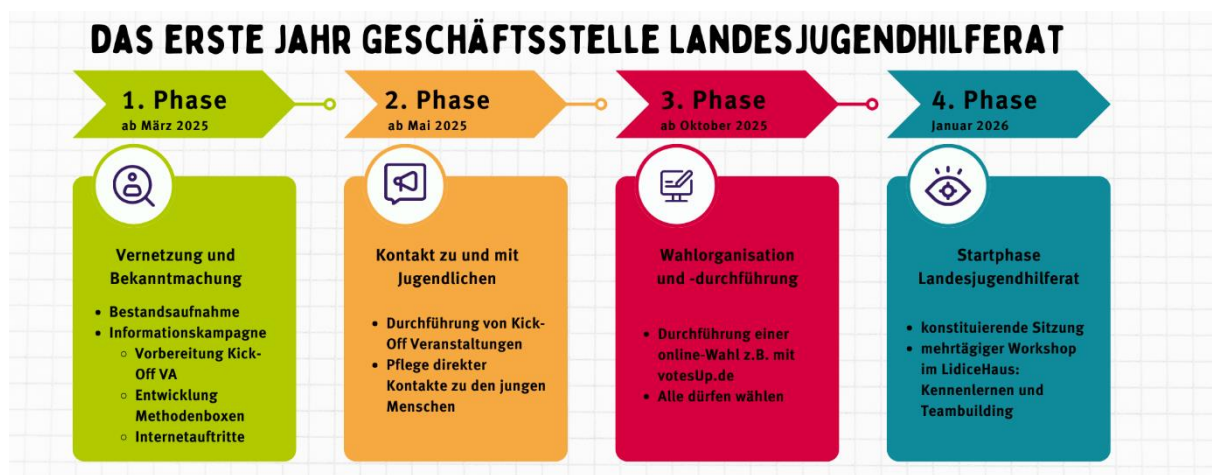 DAS ERSTE JAHR GESCHÄFTSSTELLE LANDESJUGENDHILFERAT
1. Phase
ab März 2025
Vernetzung und
Bekanntmachung
• Bestandsaufnahme
• Informationskampagne
○ Vorbereitung Kick-
Off VA
○ Entwicklung
Methodenboxen
○ Internetauftritte
2. Phase
ab Mai 2025
Kontakt zu und mit
Jugendlichen
• Durchführung von Kick-
Off Veranstaltungen
• Pflege direkter
Kontakte zu den jungen
Menschen
3. Phase
ab Oktober 2025
Wahlorganisation
und -durchführung
• Durchführung einer
online-Wahl z.B. mit
votesUp.de
• Alle dürfen wählen
4. Phase
Januar 2026
Startphase
Landesjugendhilferat
• konstituierende Sitzung
• mehrtägiger Workshop
im LidiceHaus:
Kennenlernen und
Teambuilding